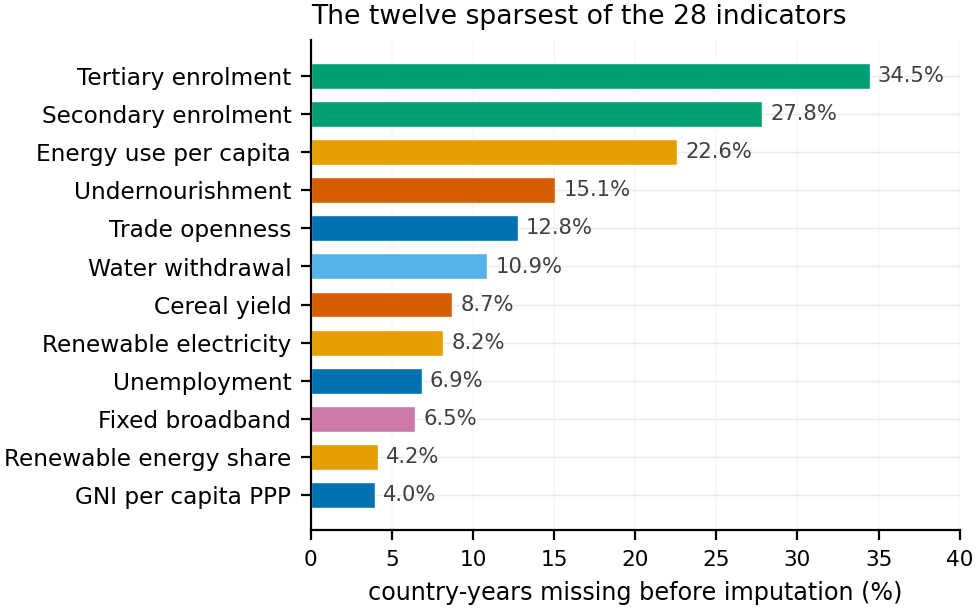 The twelve sparsest of the 28 indicators
Tertiary enrolment 34.5%
Secondary enrolment 27.8%
Energy use per capita 22.6%
Undernourishment 15.1%
Trade openness 12.8%
Water withdrawal 10.9%
Cereal yield 8.7%
Renewable electricity 8.2%
Unemployment 6.9%
Fixed broadband 6.5%
Renewable energy share 4.2%
GNI per capita PPP 4.0%
0 5 10 15 20 25 30 35 40
country-years missing before imputation (%)